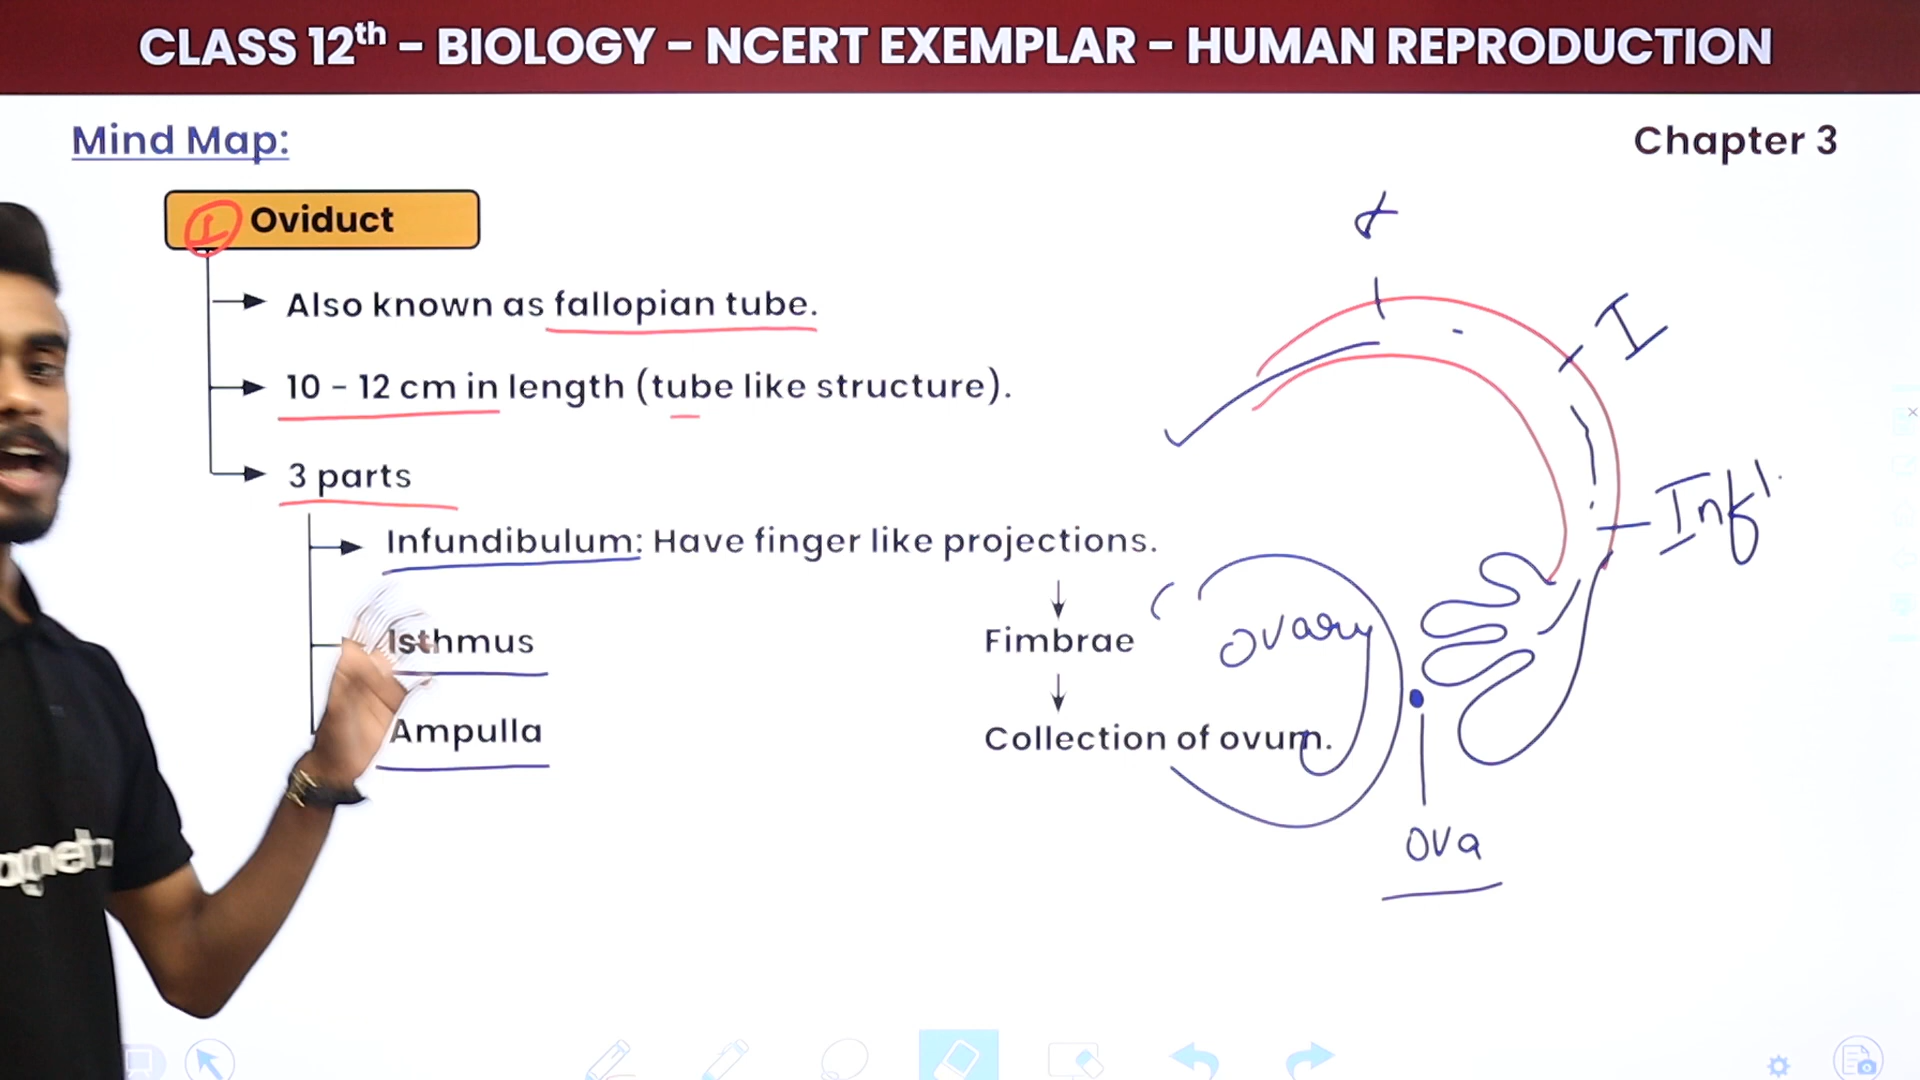 CLASS 12th – BIOLOGY – NCERT EXEMPLAR – HUMAN REPRODUCTION
Mind Map:
Chapter 3
1 Oviduct
Also known as fallopian tube.
10 - 12 cm in length (tube like structure).
3 parts
Infundibulum: Have finger like projections.
Isthmus
Ampulla
Fimbrae
Collection of ovum.
I
Inf
ovary
ova